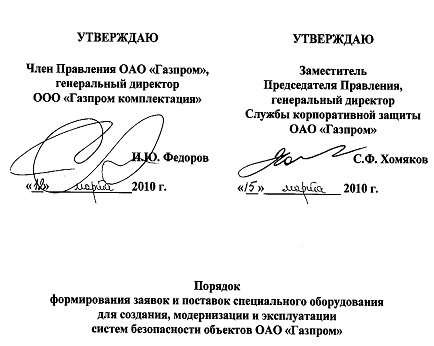 УТВЕРЖДАЮ
Член Правления ОАО «Газпром»,
генеральный директор
ООО «Газпром комплектация»
И.Ю. Федоров
«12» марта 2010 г.
УТВЕРЖДАЮ
Заместитель
Председателя Правления,
генеральный директор
Службы корпоративной защиты
ОАО «Газпром»
С.Ф. Хомяков
«15» марта 2010 г.
Порядок
формирования заявок и поставок специального оборудования
для создания, модернизации и эксплуатации
систем безопасности объектов ОАО «Газпром»